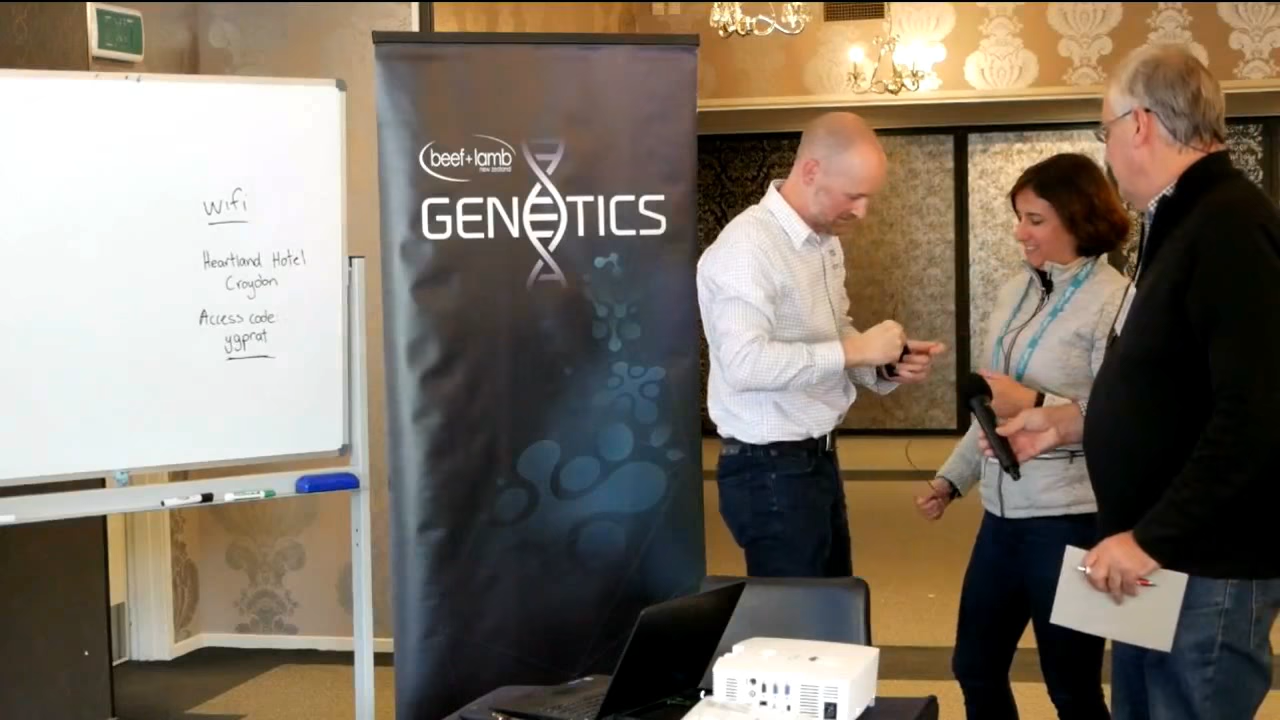 wifi
Heartland Hotel
Croydon
Access code
ygprat
beef+lamb
new zealand
GENETICS